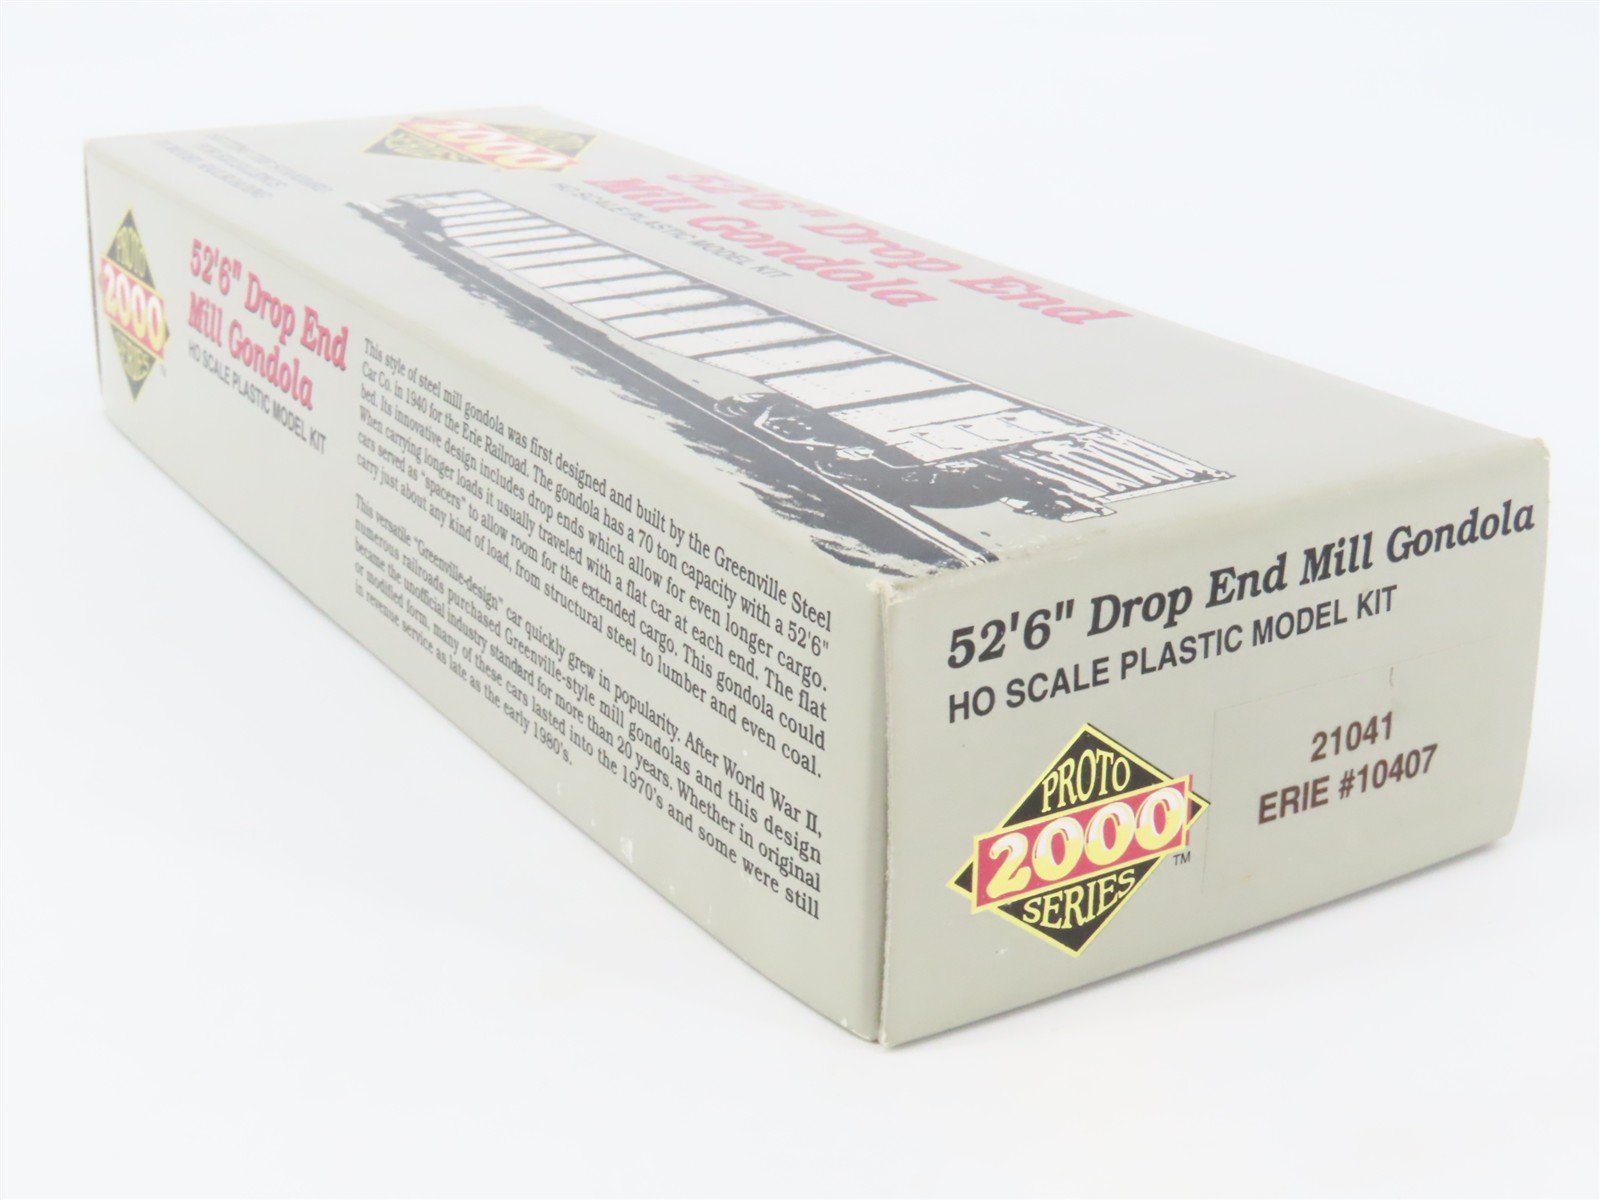 PROTO
2000
SERIES
52'6" Drop End
Mill Gondola
HO SCALE PLASTIC MODEL KIT
PROTO
2000
SERIES
TM
52'6" Drop End
Mill Gondola
HO SCALE PLASTIC MODEL KIT
This style of steel mill gondola was first designed and built by the Greenville Steel
Car Co. in 1940 for the Erie Railroad. The gondola has a 70 ton capacity with a 52'6"
bed. Its innovative design includes drop ends which allow for even longer cargo.
When carrying longer loads it usually traveled with a flat car at each end. The flat
cars served as "spacers" to allow room for the extended cargo. This gondola could
carry just about any kind of load, from structural steel to lumber and even coal.
This versatile "Greenville-design" car quickly grew in popularity. After World War II,
numerous railroads purchased Greenville-style mill gondolas and this design
became the unofficial industry standard for more than 20 years. Whether in original
or modified form, many of these cars lasted into the 1970's and some were still
in revenue service as late as the early 1980's.
52'6" Drop End Mill Gondola
HO SCALE PLASTIC MODEL KIT
PROTO
2000
SERIES
TM
21041
ERIE #10407